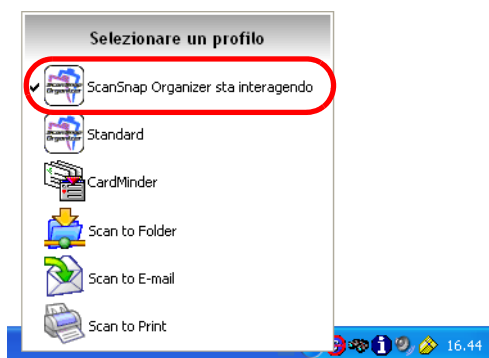 Selezionare un profilo
ScanSnap Organizer sta interagendo
Standard
CardMinder
Scan to Folder
Scan to E-mail
Scan to Print
16.44